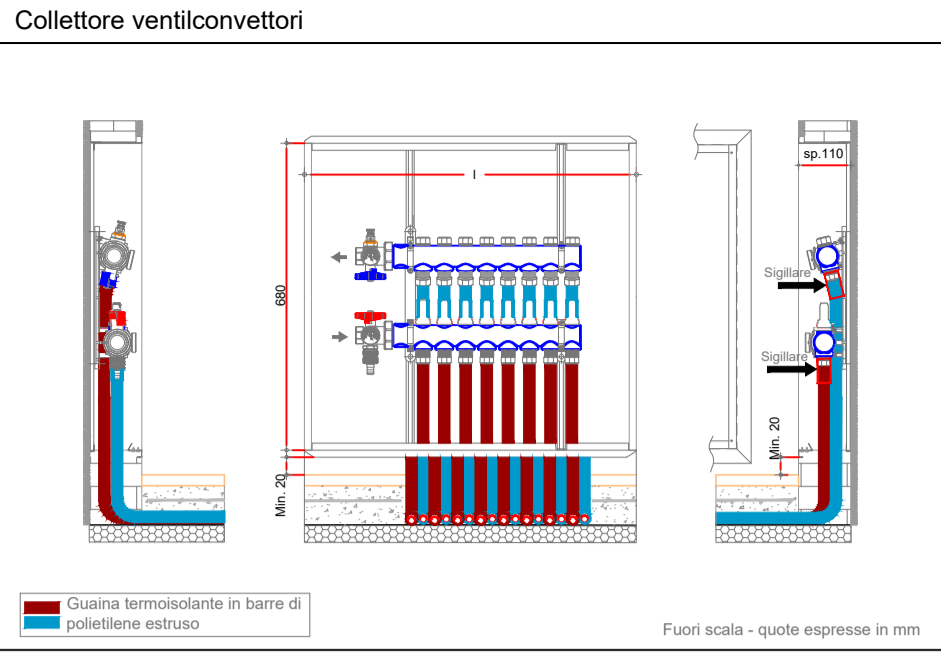 Collettore ventilconvettori
sp.110
l
Sigillare
680
Sigillare
Min. 20
Min. 20
Guaina termoisolante in barre di
polietilene estruso
Fuori scala - quote espresse in mm